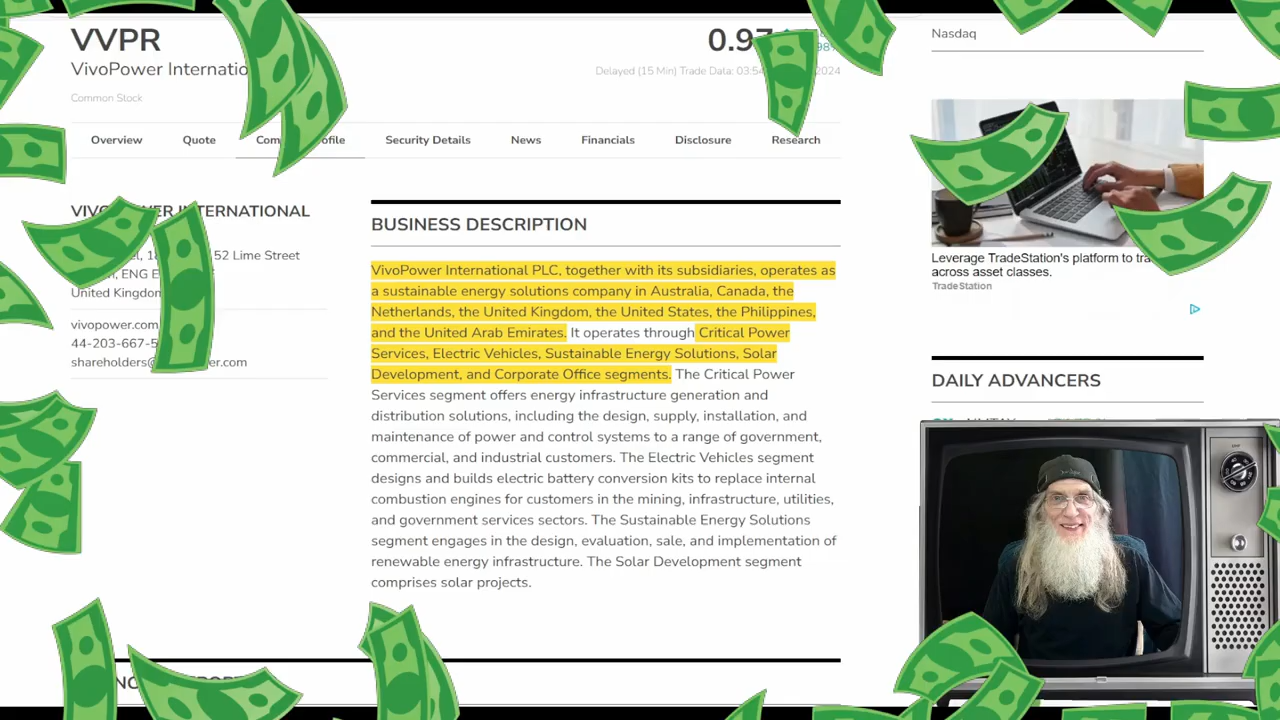 VVPR
0.97
Nasdaq
VivoPower Internatio
Delayed (15 Min) Trade Data: 03:54 2024
Common Stock
Overview Quote Com ofile Security Details News Financials Disclosure Research
INTERNATIONAL
BUSINESS DESCRIPTION
52 Lime Street
ENG
United Kingdom
vivopower.com
44-203-667-5
shareholders@ er.com
VivoPower International PLC, together with its subsidiaries, operates as
a sustainable energy solutions company in Australia, Canada, the
Netherlands, the United Kingdom, the United States, the Philippines,
and the United Arab Emirates. It operates through Critical Power
Services, Electric Vehicles, Sustainable Energy Solutions, Solar
Development, and Corporate Office segments. The Critical Power
Services segment offers energy infrastructure generation and
distribution solutions, including the design, supply, installation, and
maintenance of power and control systems to a range of government,
commercial, and industrial customers. The Electric Vehicles segment
designs and builds electric battery conversion kits to replace internal
combustion engines for customers in the mining, infrastructure, utilities,
and government services sectors. The Sustainable Energy Solutions
segment engages in the design, evaluation, sale, and implementation of
renewable energy infrastructure. The Solar Development segment
comprises solar projects.
Leverage TradeStation's platform to tra
across asset classes.
TradeStation
DAILY ADVANCERS